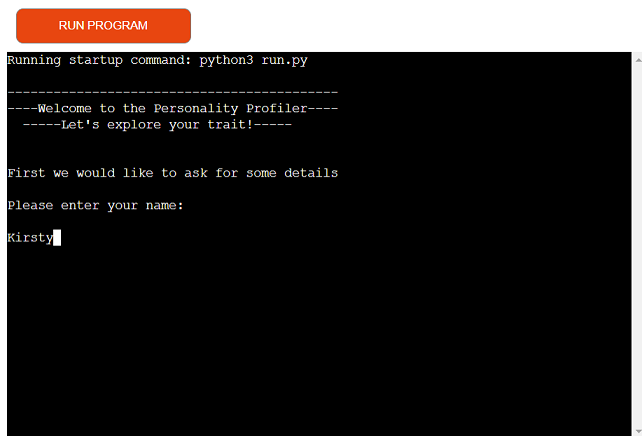 RUN PROGRAM
Running startup command: python3 run.py
-------------------------------------------
----Welcome to the Personality Profiler----
-----Let's explore your trait!-----
First we would like to ask for some details
Please enter your name:
Kirsty